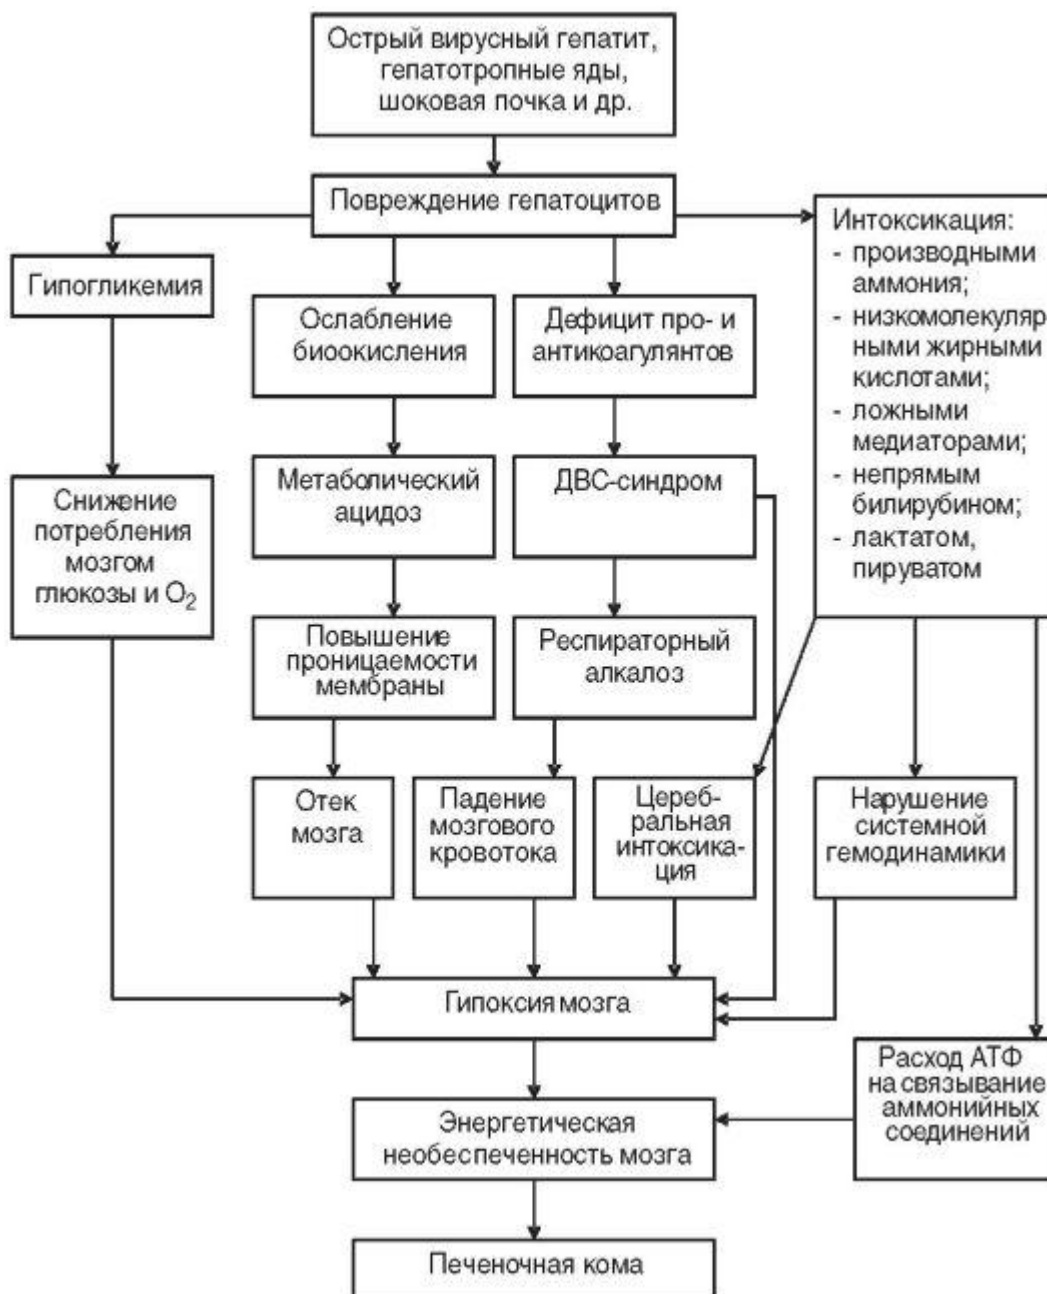 Острый вирусный гепатит,
гепатотропные яды,
шоковая почка и др.
Повреждение гепатоцитов
Гипогликемия
Снижение
потребления
мозгом
глюкозы и O₂
Ослабление
биоокисления
Метаболический
ацидоз
Повышение
проницаемости
мембраны
Отек
мозга
Дефицит про- и
антикоагулянтов
ДВС-синдром
Респираторный
алкалоз
Падение
мозгового
кровотока
Интоксикация:
- производными
аммония;
- низкомолекуляр
ными жирными
кислотами;
- ложными
медиаторами;
- непрямым
билирубином;
- лактатом,
пируватом
Цереб-
ральная
интоксика-
ция
Нарушение
системной
гемодинамики
Гипоксия мозга
Расход АТФ
на связывание
аммонийных
соединений
Энергетическая
необеспеченность мозга
Печеночная кома